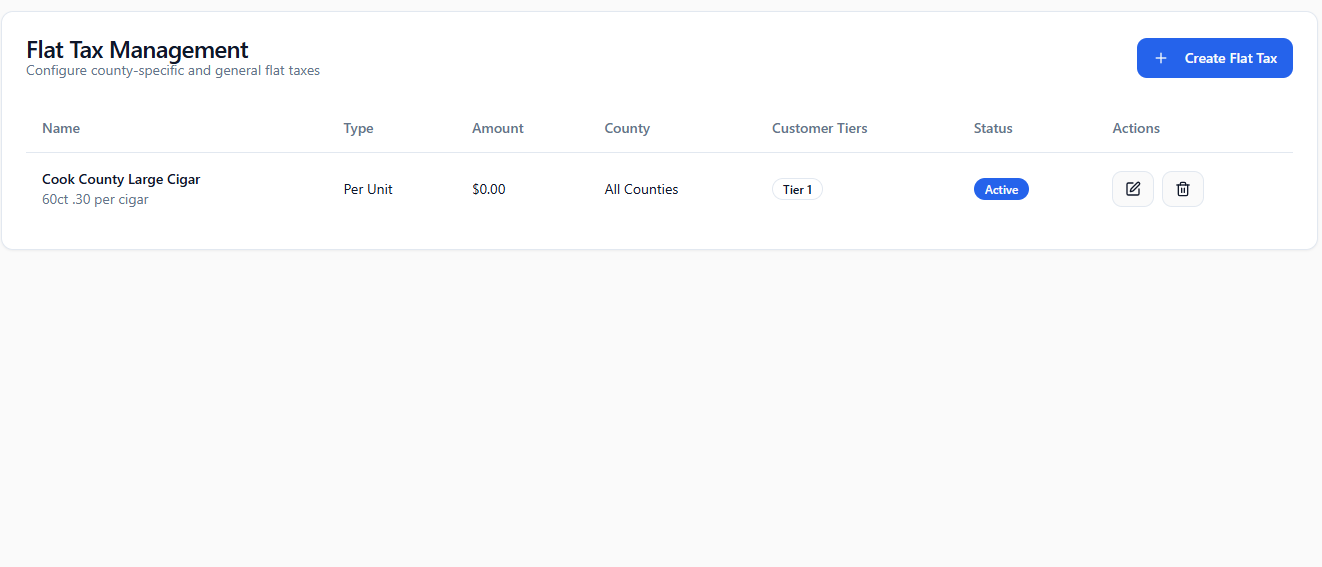 Flat Tax Management
Configure county-specific and general flat taxes
+ Create Flat Tax
Name Type Amount County Customer Tiers Status Actions
Cook County Large Cigar
60ct .30 per cigar
Per Unit $0.00 All Counties Tier 1 Active